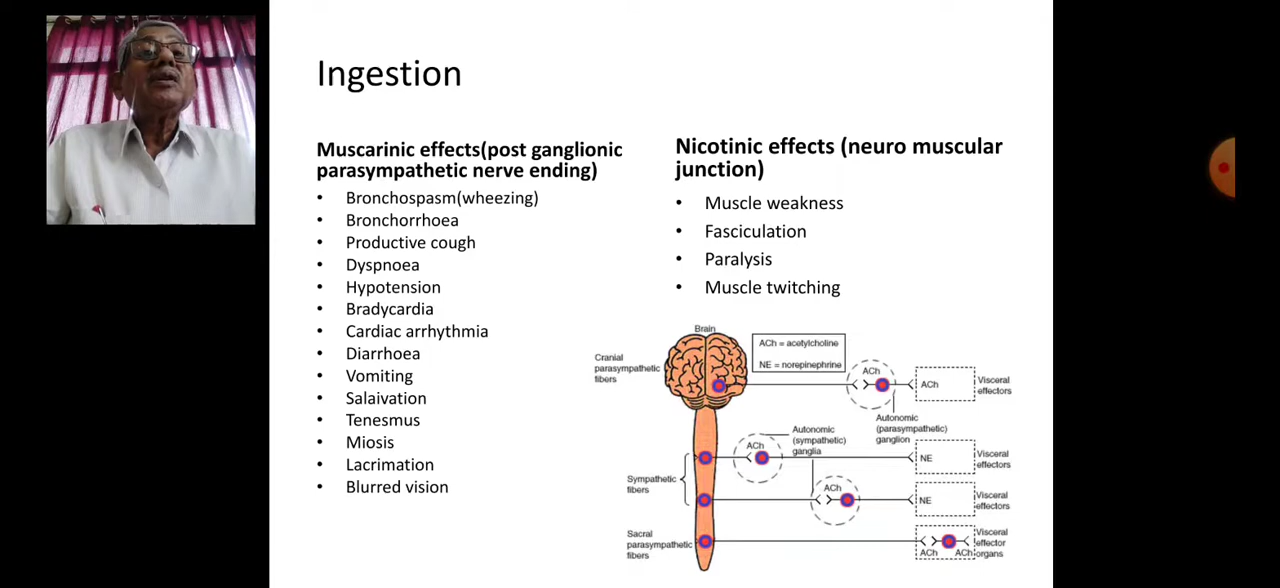 Ingestion
Muscarinic effects(post ganglionic
parasympathetic nerve ending)
• Bronchospasm(wheezing)
• Bronchorrhoea
• Productive cough
• Dyspnoea
• Hypotension
• Bradycardia
• Cardiac arrhythmia
• Diarrhoea
• Vomiting
• Salaivation
• Tenesmus
• Miosis
• Lacrimation
• Blurred vision
Nicotinic effects (neuro muscular
junction)
• Muscle weakness
• Fasciculation
• Paralysis
• Muscle twitching
Brain
ACh = acetylcholine
NE = norepinephrine
Cranial
parasympathetic
fibers
ACh
ACh
Visceral
effectors
Autonomic
(parasympathetic)
ganglion
Autonomic
(sympathetic)
ganglia
ACh
NE
Visceral
effectors
Sympathetic
fibers
ACh
NE
Visceral
effectors
Sacral
parasympathetic
fibers
ACh
ACh
Visceral
effector
organs